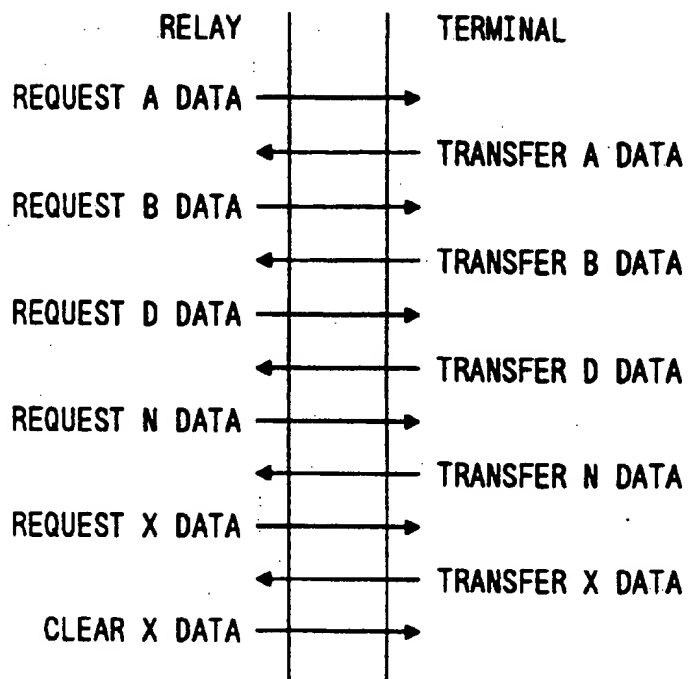 RELAY TERMINAL
REQUEST A DATA
TRANSFER A DATA
REQUEST B DATA
TRANSFER B DATA
REQUEST D DATA
TRANSFER D DATA
REQUEST N DATA
TRANSFER N DATA
REQUEST X DATA
TRANSFER X DATA
CLEAR X DATA